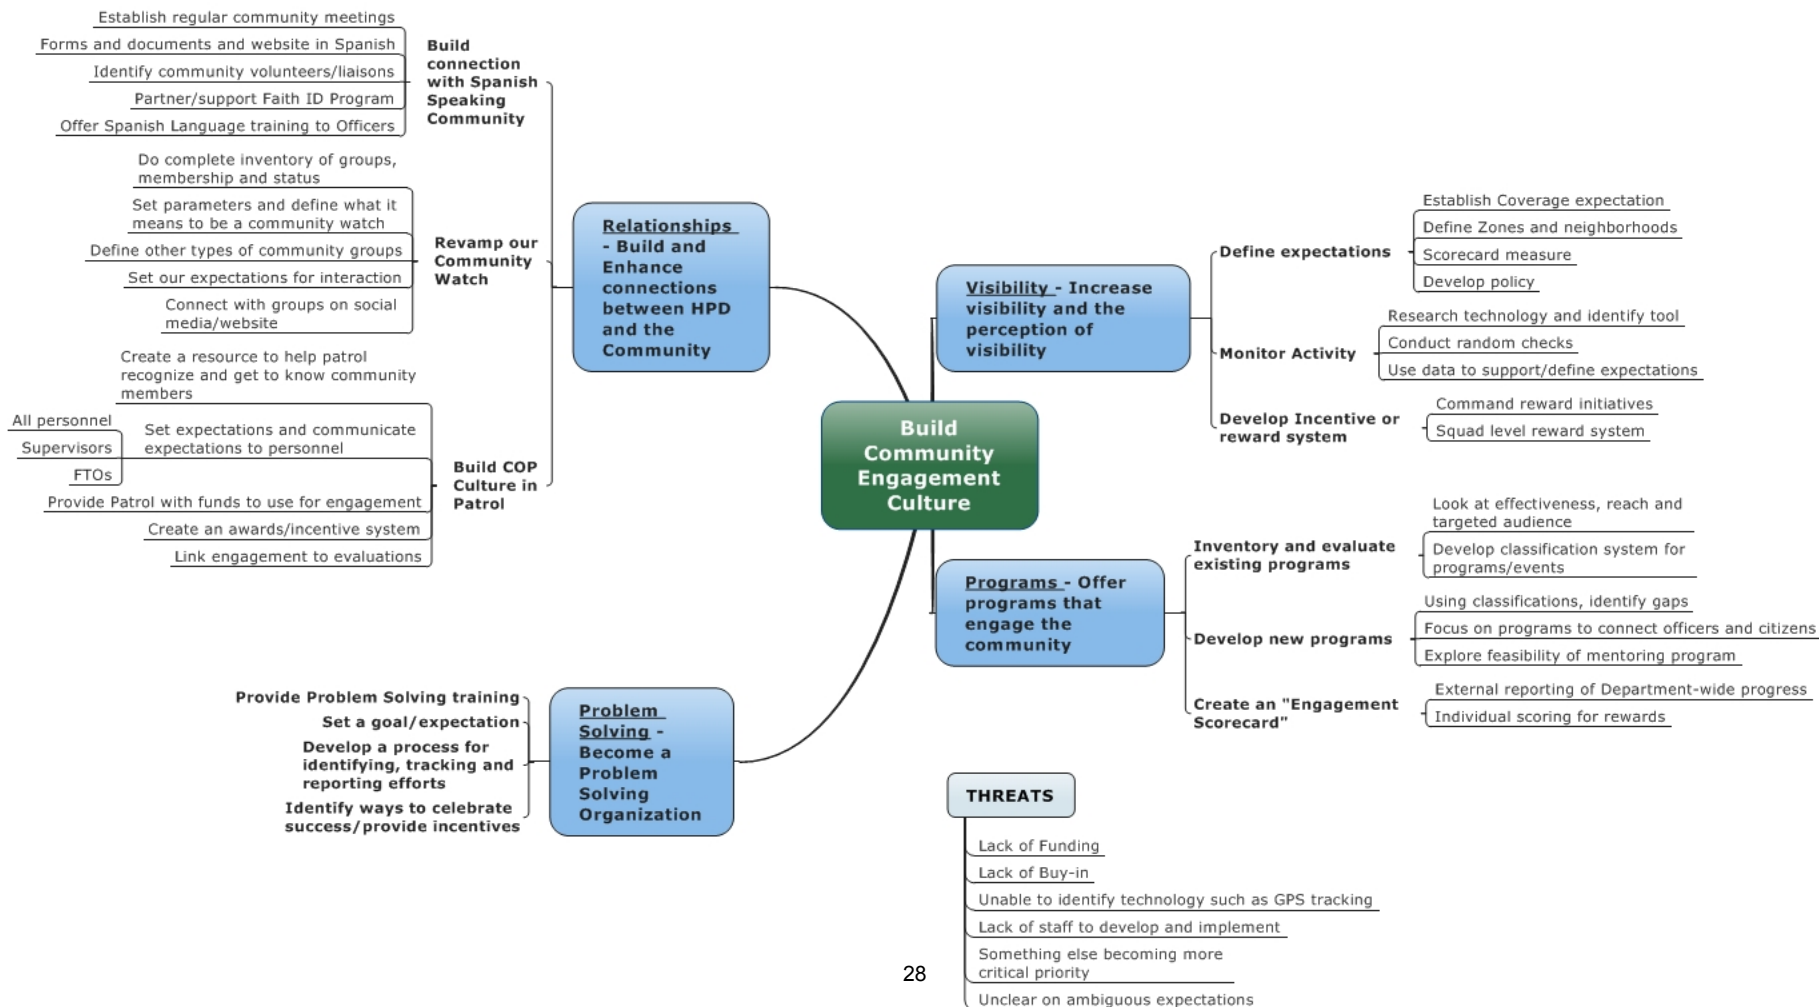 Establish regular community meetings
Forms and documents and website in Spanish
Identify community volunteers/liaisons
Partner/support Faith ID Program
Offer Spanish Language training to Officers
Build
connection
with Spanish
Speaking
Community
Do complete inventory of groups,
membership and status
Set parameters and define what it
means to be a community watch
Define other types of community groups
Set our expectations for interaction
Connect with groups on social
media/website
Revamp our
Community
Watch
Create a resource to help patrol
recognize and get to know community
members
All personnel
Supervisors
FTOs
Set expectations and communicate
expectations to personnel
Provide Patrol with funds to use for engagement
Create an awards/incentive system
Link engagement to evaluations
Build COP
Culture in
Patrol
Relationships
- Build and
Enhance
connections
between HPD
and the
Community
Provide Problem Solving training
Set a goal/expectation
Develop a process for
identifying, tracking and
reporting efforts
Identify ways to celebrate
success/provide incentives
Problem
Solving -
Become a
Problem
Solving
Organization
Build
Community
Engagement
Culture
Visibility - Increase
visibility and the
perception of
visibility
Define expectations
Establish Coverage expectation
Define Zones and neighborhoods
Scorecard measure
Develop policy
Monitor Activity
Research technology and identify tool
Conduct random checks
Use data to support/define expectations
Develop Incentive or
reward system
Command reward initiatives
Squad level reward system
Programs - Offer
programs that
engage the
community
Inventory and evaluate
existing programs
Look at effectiveness, reach and
targeted audience
Develop classification system for
programs/events
Develop new programs
Using classifications, identify gaps
Focus on programs to connect officers and citizens
Explore feasibility of mentoring program
Create an "Engagement
Scorecard"
External reporting of Department-wide progress
Individual scoring for rewards
THREATS
Lack of Funding
Lack of Buy-in
Unable to identify technology such as GPS tracking
Lack of staff to develop and implement
Something else becoming more
critical priority
Unclear on ambiguous expectations
28